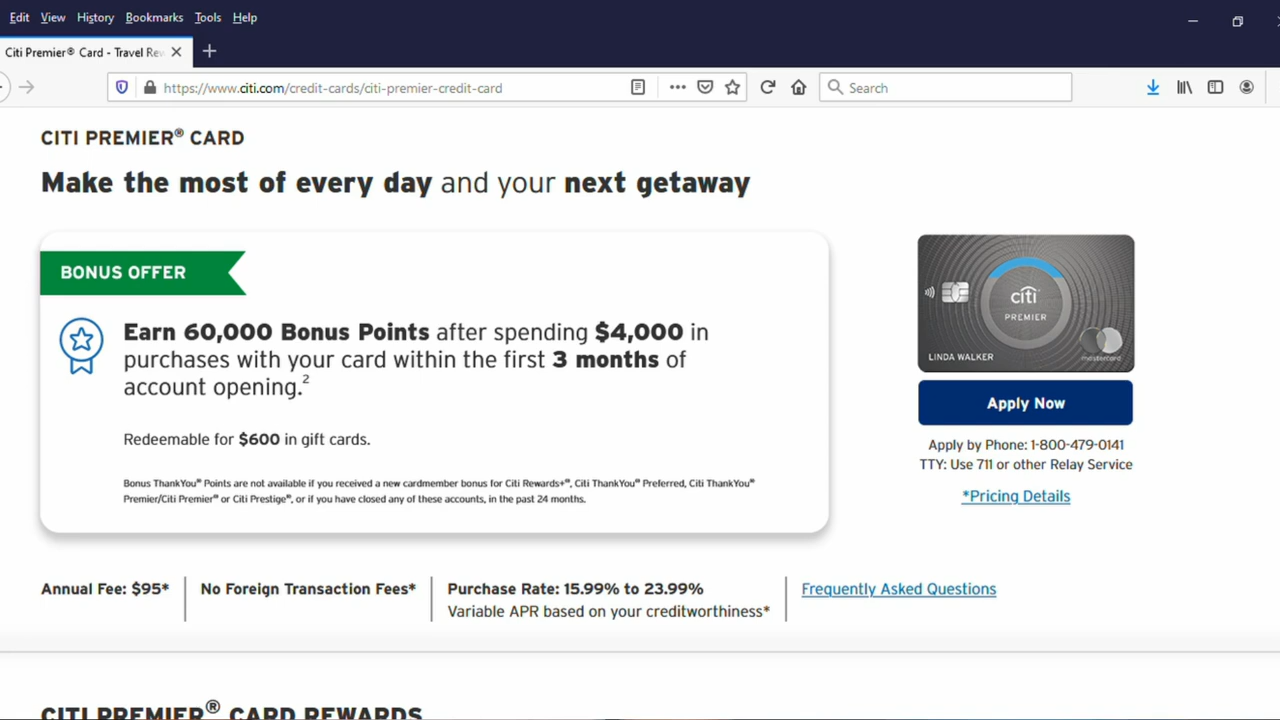 Edit View History Bookmarks Tools Help
Citi Premier® Card - Travel Rew
https://www.citi.com/credit-cards/citi-premier-credit-card
Search
CITI PREMIER® CARD
Make the most of every day and your next getaway
BONUS OFFER
Earn 60,000 Bonus Points after spending $4,000 in
purchases with your card within the first 3 months of
account opening.²
Redeemable for $600 in gift cards.
Bonus ThankYou® Points are not available if you received a new cardmember bonus for Citi Rewards+®, Citi ThankYou® Preferred, Citi ThankYou®
Premier/Citi Premier® or Citi Prestige®, or if you have closed any of these accounts, in the past 24 months.
citi
PREMIER
LINDA WALKER
mastercard
Apply Now
Apply by Phone: 1-800-479-0141
TTY: Use 711 or other Relay Service
*Pricing Details
Annual Fee: $95*
No Foreign Transaction Fees*
Purchase Rate: 15.99% to 23.99%
Variable APR based on your creditworthiness*
Frequently Asked Questions
CITI PREMIER® CARD REWARDS